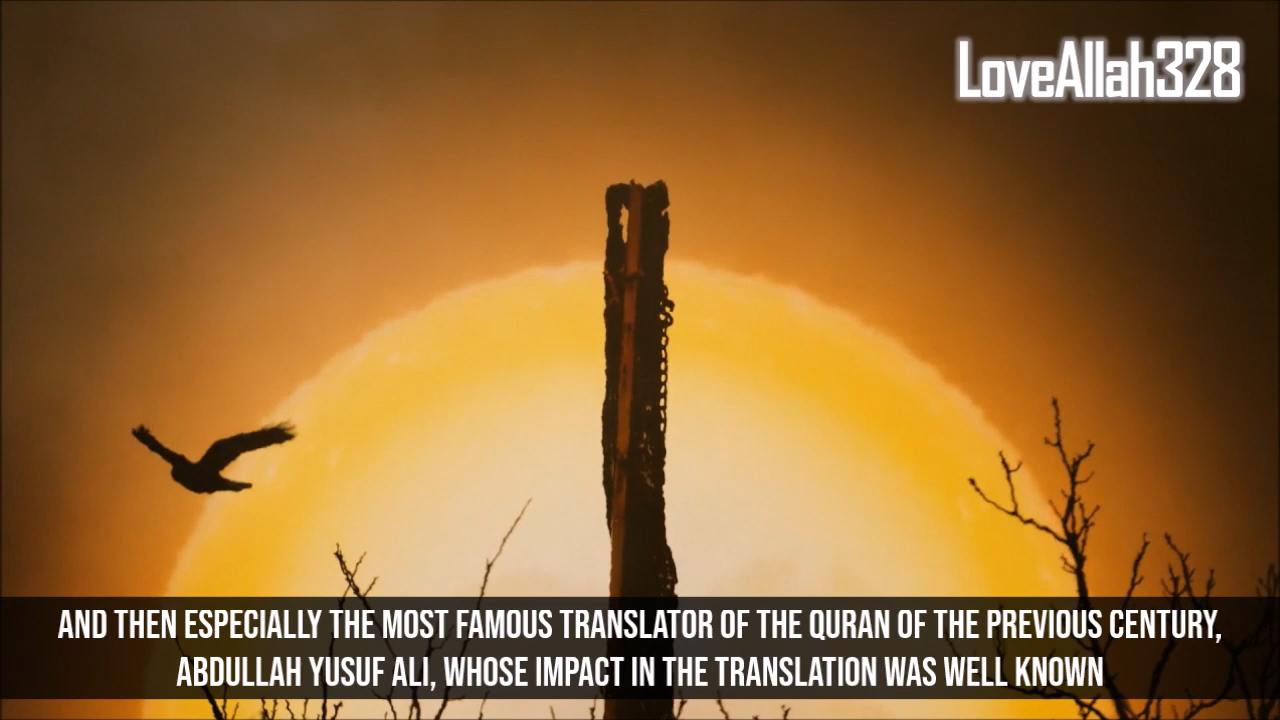 LoveAllah328
AND THEN ESPECIALLY THE MOST FAMOUS TRANSLATOR OF THE QURAN OF THE PREVIOUS CENTURY,
ABDULLAH YUSUF ALI, WHOSE IMPACT IN THE TRANSLATION WAS WELL KNOWN